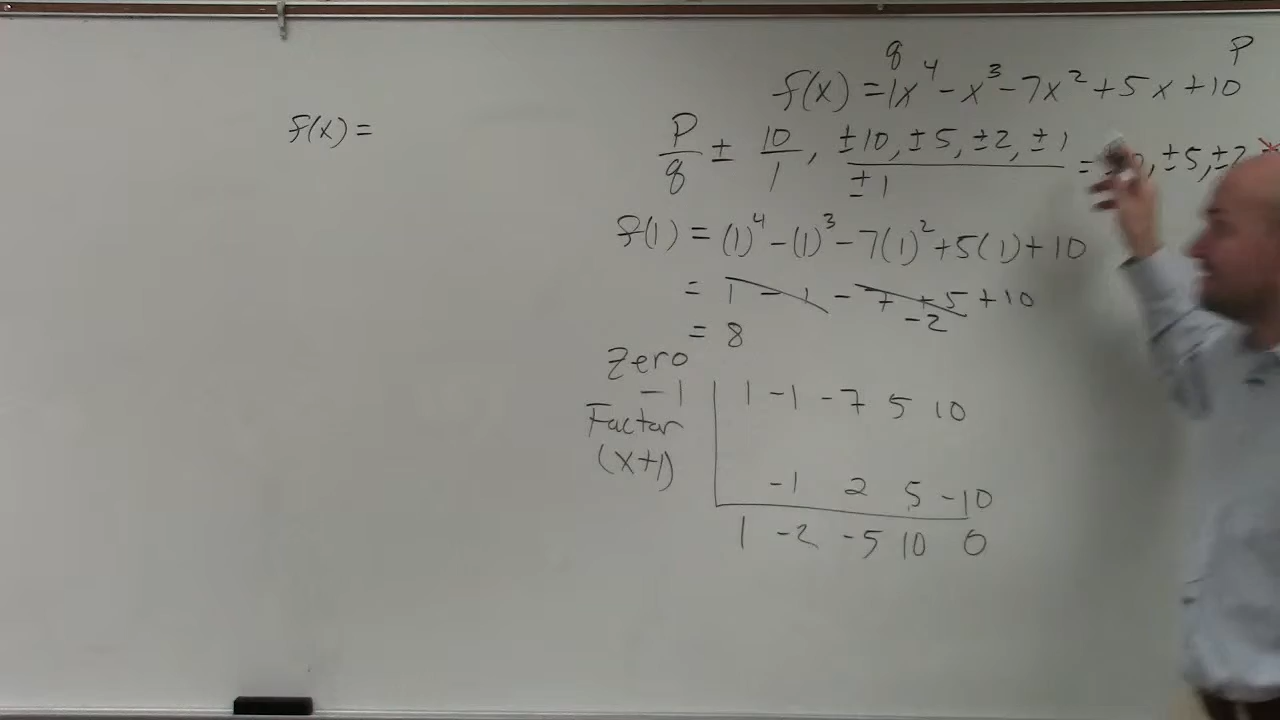 q p
f(x) = 1x⁴ - x³ - 7x² + 5x + 10
f(x) =
p/q ± 10/1, ±10, ±5, ±2, ±1 / ±1 = ±5, ±2
f(1) = (1)⁴ - (1)³ - 7(1)² + 5(1) + 10
= 1 - 1 - 7 + 5 + 10
-2
= 8
Zero
-1 | 1 -1 -7 5 10
Factor
(x+1)
-1 2 5 -10
1 -2 -5 10 0